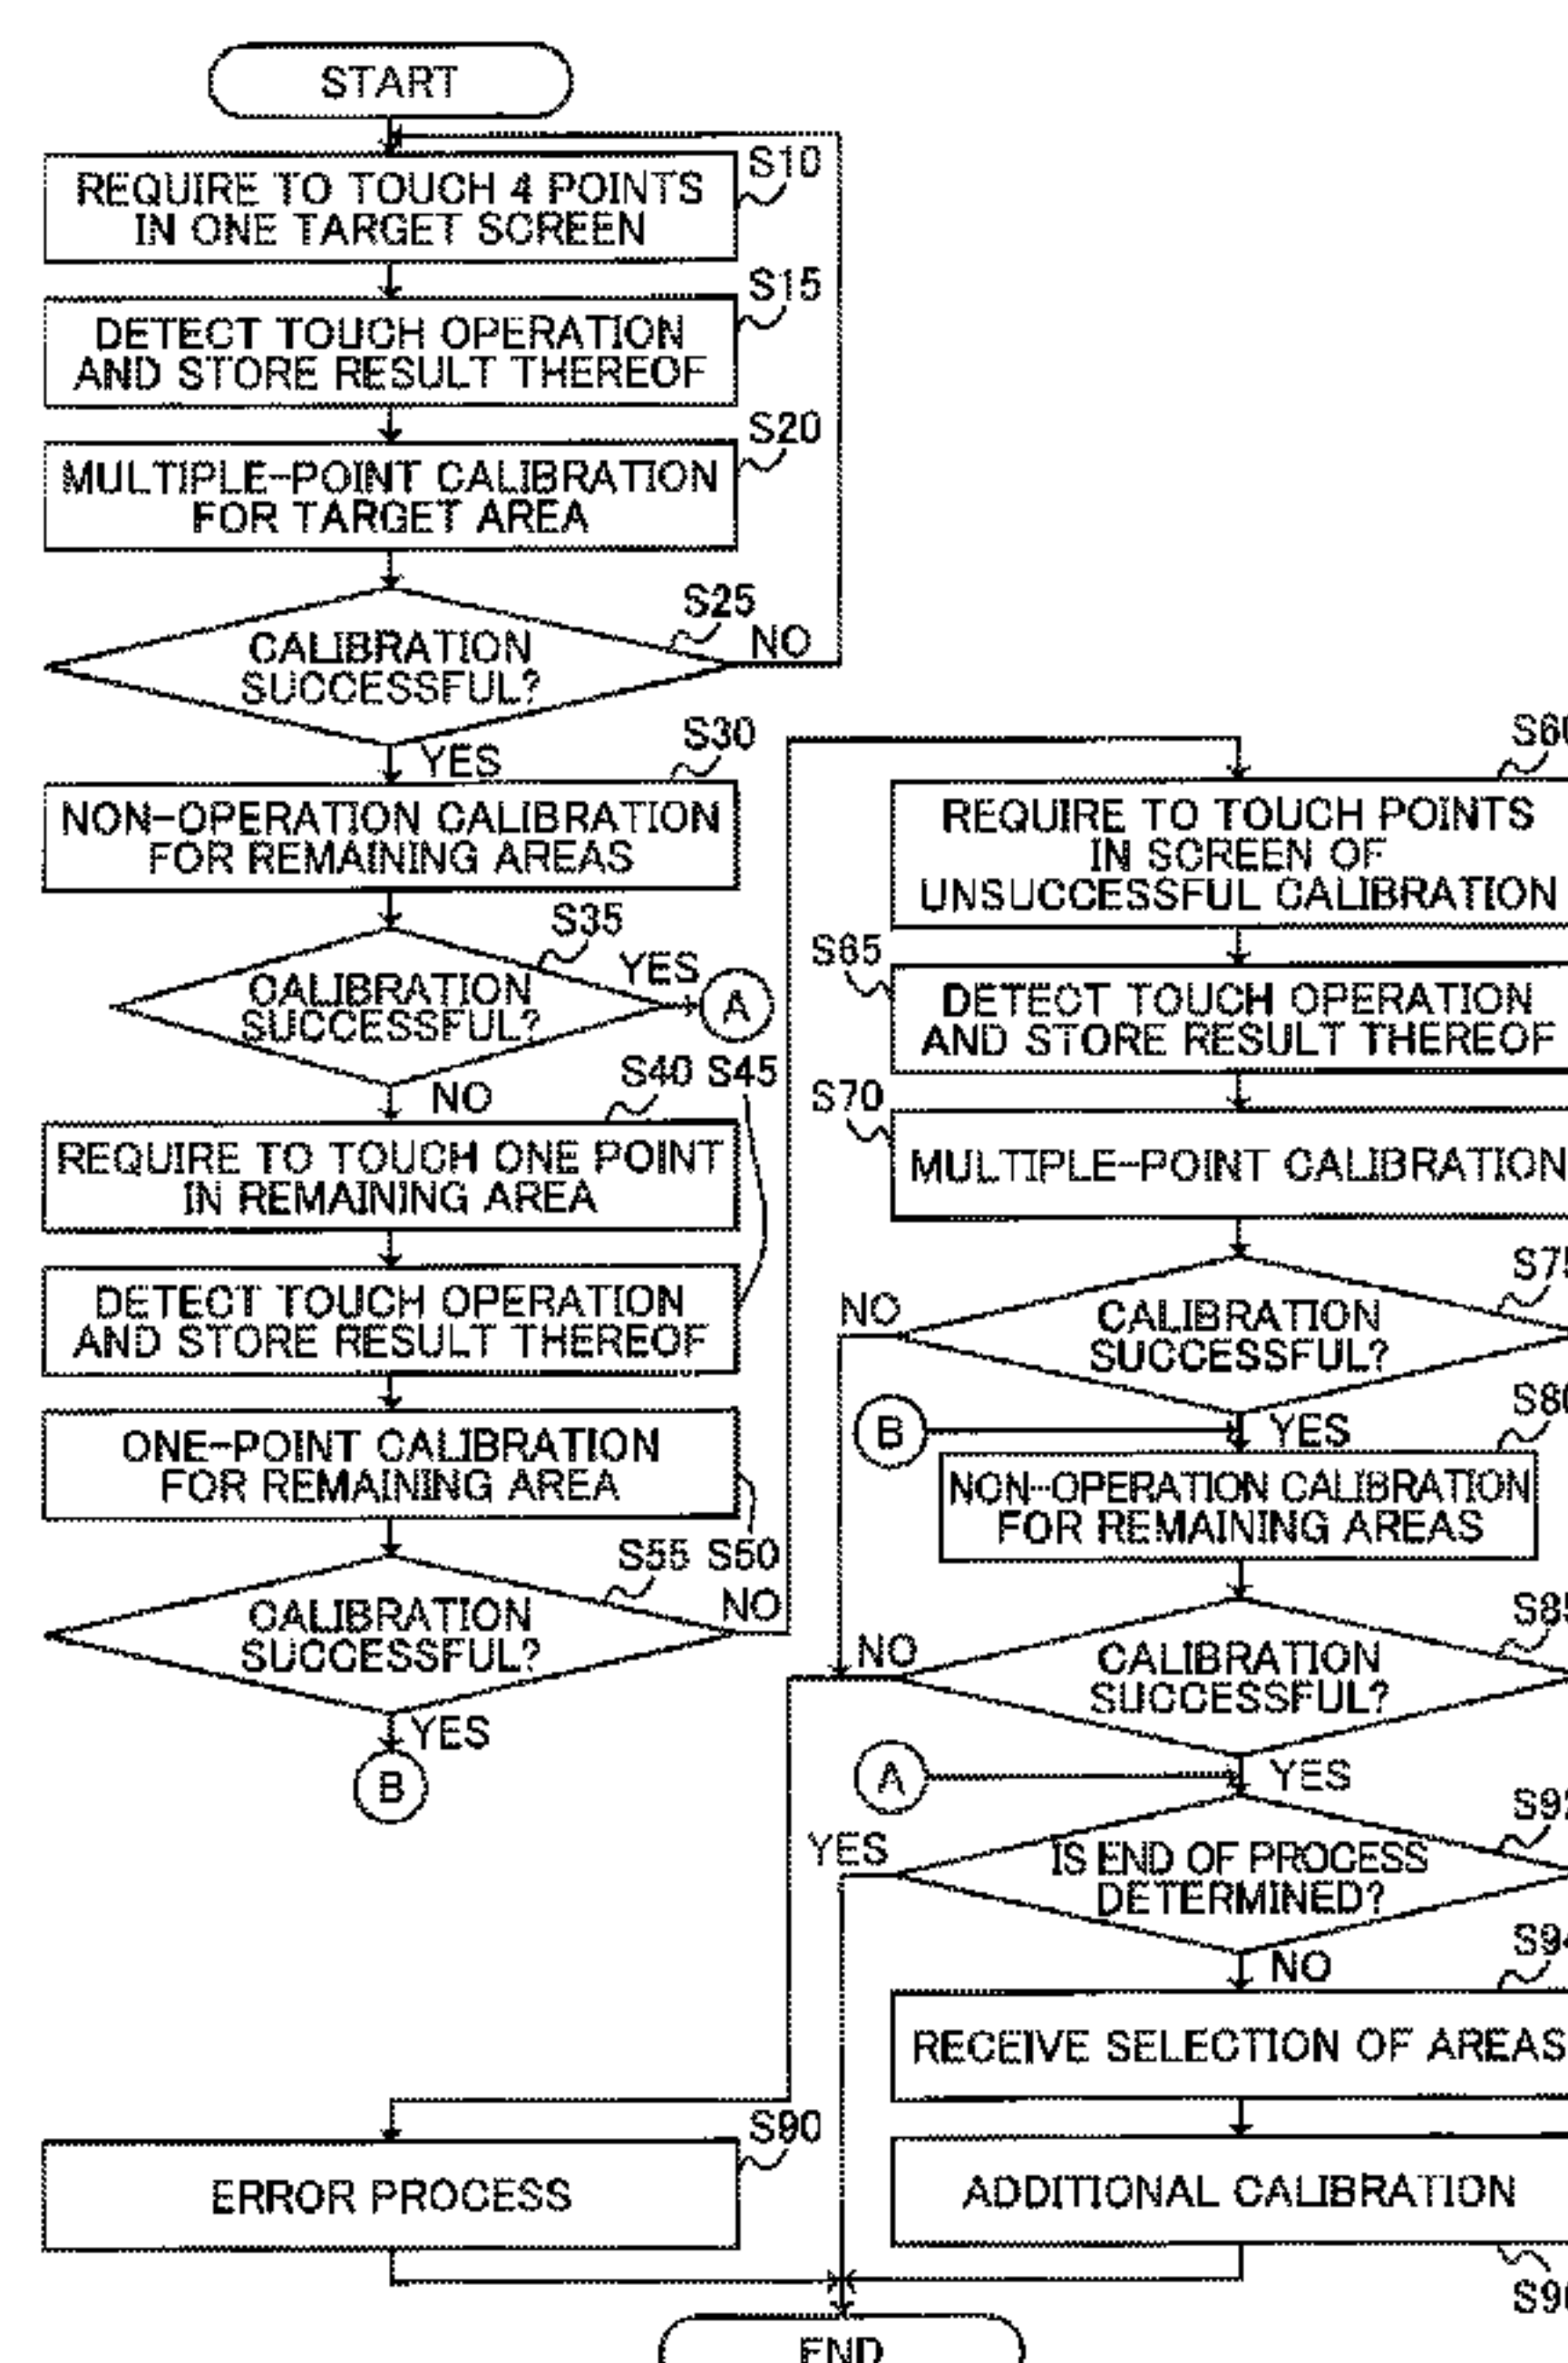 START
S10
REQUIRE TO TOUCH 4 POINTS
IN ONE TARGET SCREEN
S15
DETECT TOUCH OPERATION
AND STORE RESULT THEREOF
S20
MULTIPLE-POINT CALIBRATION
FOR TARGET AREA
S25
CALIBRATION
SUCCESSFUL?
NO
YES
S30
NON-OPERATION CALIBRATION
FOR REMAINING AREAS
S35
CALIBRATION
SUCCESSFUL?
YES
A
NO
S40 S45
REQUIRE TO TOUCH ONE POINT
IN REMAINING AREA
DETECT TOUCH OPERATION
AND STORE RESULT THEREOF
ONE-POINT CALIBRATION
FOR REMAINING AREA
S55 S50
CALIBRATION
SUCCESSFUL?
NO
YES
B
REQUIRE TO TOUCH POINTS
IN SCREEN OF
UNSUCCESSFUL CALIBRATION
S65
DETECT TOUCH OPERATION
AND STORE RESULT THEREOF
S70
MULTIPLE-POINT CALIBRATION
CALIBRATION
SUCCESSFUL?
NO
B
YES
NON-OPERATION CALIBRATION
FOR REMAINING AREAS
NO
CALIBRATION
SUCCESSFUL?
A
YES
YES
IS END OF PROCESS
DETERMINED?
NO
RECEIVE SELECTION OF AREAS
S90
ERROR PROCESS
ADDITIONAL CALIBRATION
END